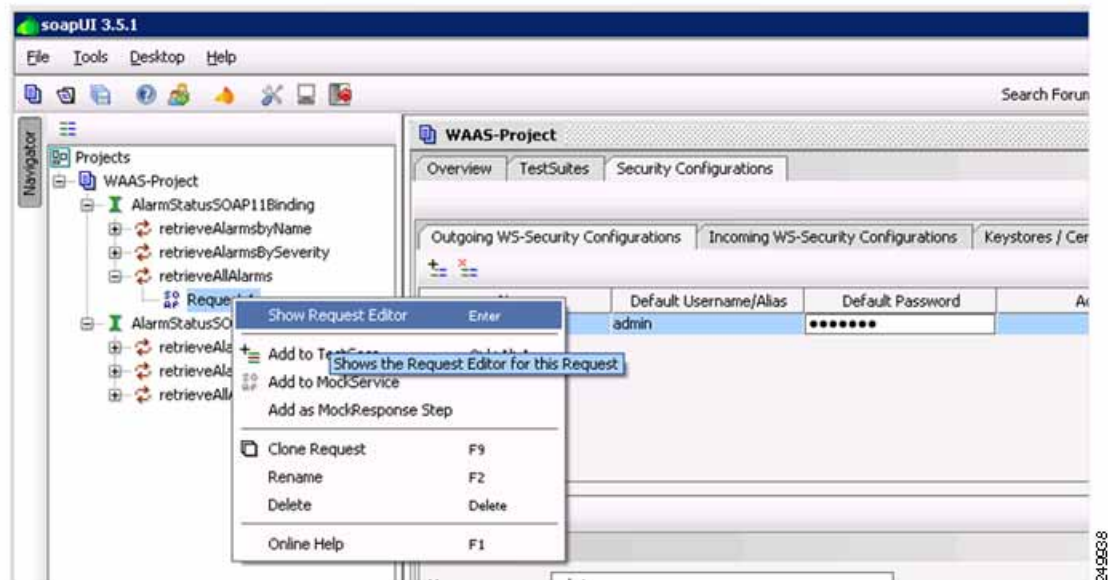 soapUI 3.5.1
File Tools Desktop Help
Search Forum
Navigator
Projects
WAAS-Project
AlarmStatusSOAP11Binding
retrieveAlarmsbyName
retrieveAlarmsBySeverity
retrieveAllAlarms
AlarmStatusSO
WAAS-Project
Overview TestSuites Security Configurations
Outgoing WS-Security Configurations Incoming WS-Security Configurations Keystores / Cer
Default Username/Alias Default Password
admin •••••••
Show Request Editor Enter
Add to
Shows the Request Editor for this Request
Add to MockService
Add as MockResponse Step
Clone Request F9
Rename F2
Delete Delete
Online Help F1
249938